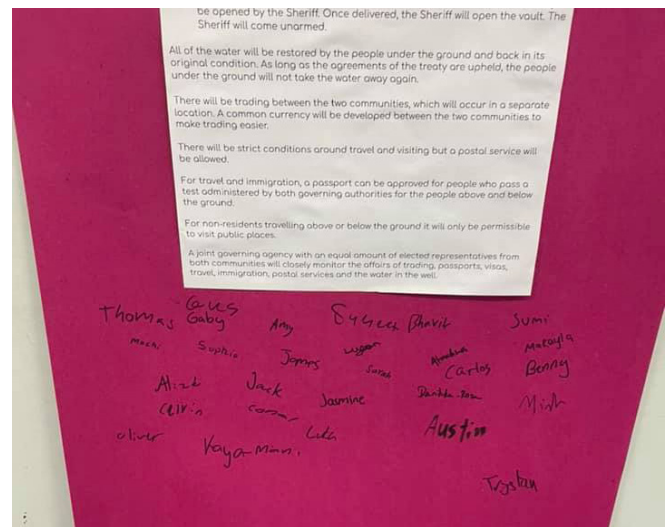 be opened by the Sheriff. Once delivered, the Sheriff will open the vault. The
Sheriff will come unarmed.
All of the water will be restored by the people under the ground and back in its
original condition. As long as the agreements of the treaty are upheld, the people
under the ground will not take the water away again.
There will be trading between the two communities, which will occur in a separate
location. A common currency will be developed between the two communities to
make trading easier.
There will be strict conditions around travel and visiting but a postal service will
be allowed.
For travel and immigration, a passport can be approved for people who pass a
test administered by both governing authorities for the people above and below
the ground.
For non-residents travelling above or below the ground it will only be permissible
to visit public places.
A joint governing agency with an equal amount of elected representatives from
both communities will closely monitor the affairs of trading, passports, visas,
travel, immigration, postal services and the water in the well.
Thomas Gaby Amy Bhavit Sumi
Sophie James Sarah Carlos Makayla Benny
Jack Jasmine Minh
Oliver Kaya Luka Austin
Trystan